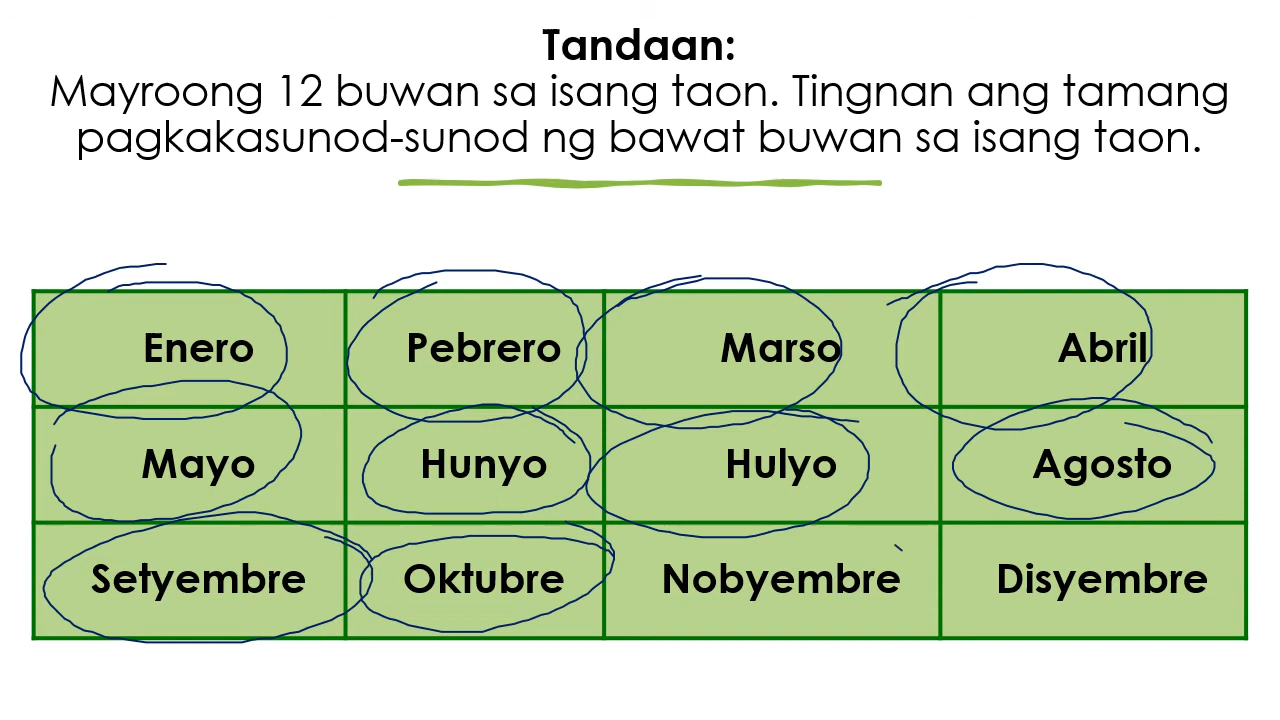 Tandaan:
Mayroong 12 buwan sa isang taon. Tingnan ang tamang
pagkakasunod-sunod ng bawat buwan sa isang taon.
Enero Pebrero Marso Abril
Mayo Hunyo Hulyo Agosto
Setyembre Oktubre Nobyembre Disyembre